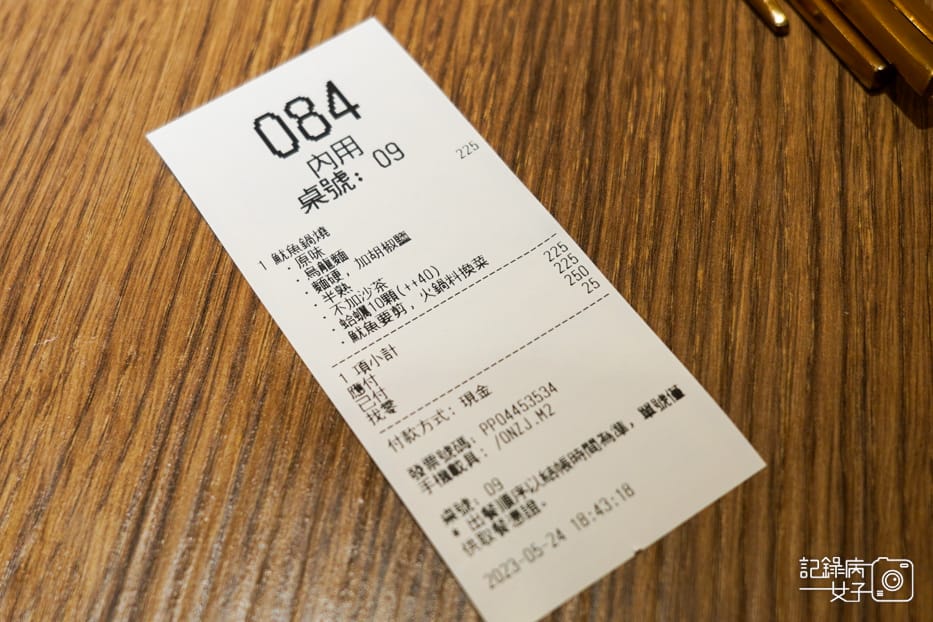 084
內用
桌號: 09
1 魷魚鍋燒 225
・原味
・烏龍麵
・麵硬, 加胡椒鹽
・半熟
・不加沙茶
・蛤蠣10顆(++40)
・魷魚要剪, 火鍋料換菜
1 項小計 225
應付 225
已付 250
找零 25
付款方式: 現金
發票號碼: PP04453534
手機載具: /QNZJ.M2
桌號: 09
* 出餐順序以結帳時間為準, 單號僅
供取餐憑證。
2023-05-24 18:43:18
記錄病
女子